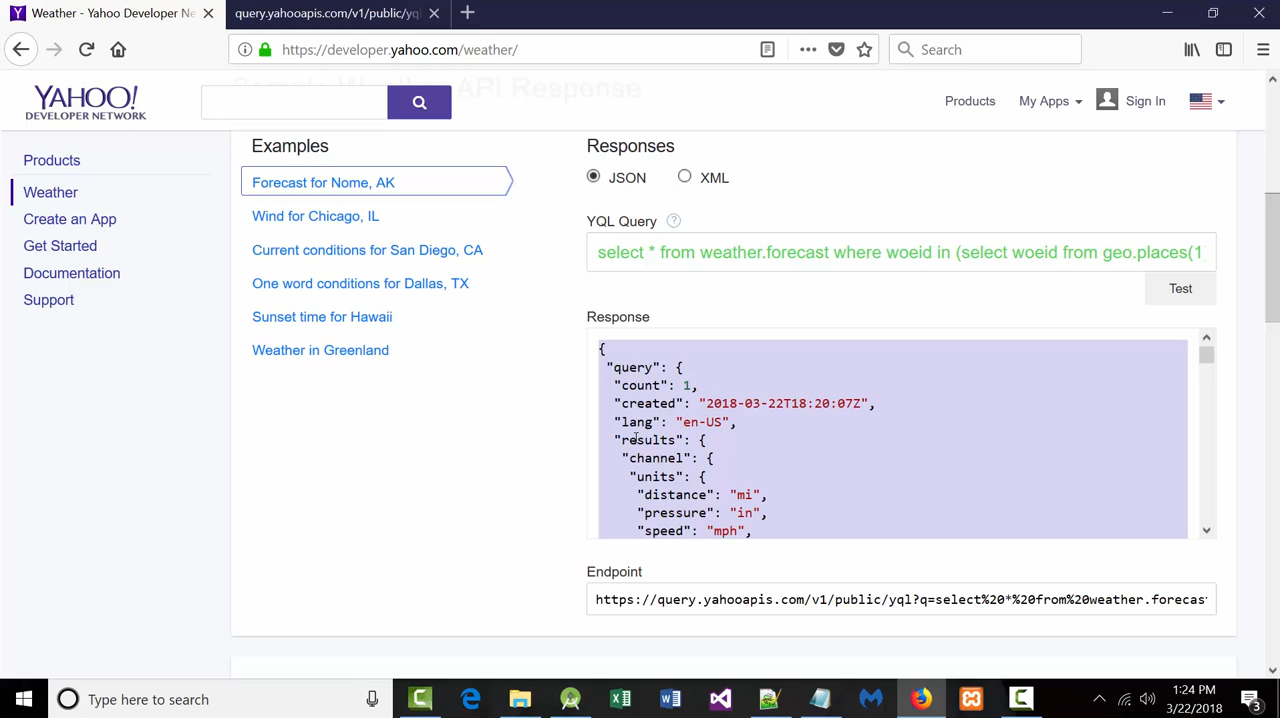 Weather - Yahoo Developer Ne
query.yahooapis.com/v1/public/yq
https://developer.yahoo.com/weather/
Search
Sample Weather API Response
YAHOO!
DEVELOPER NETWORK
Products
My Apps
Sign In
Products
Weather
Create an App
Get Started
Documentation
Support
Examples
Forecast for Nome, AK
Wind for Chicago, IL
Current conditions for San Diego, CA
One word conditions for Dallas, TX
Sunset time for Hawaii
Weather in Greenland
Responses
JSON
XML
YQL Query ?
select * from weather.forecast where woeid in (select woeid from geo.places(1)
Test
Response
{
"query": {
"count": 1,
"created": "2018-03-22T18:20:07Z",
"lang": "en-US",
"results": {
"channel": {
"units": {
"distance": "mi",
"pressure": "in",
"speed": "mph",
Endpoint
https://query.yahooapis.com/v1/public/yql?q=select%20*%20from%20weather.forecas
Type here to search
1:24 PM
3/22/2018
3